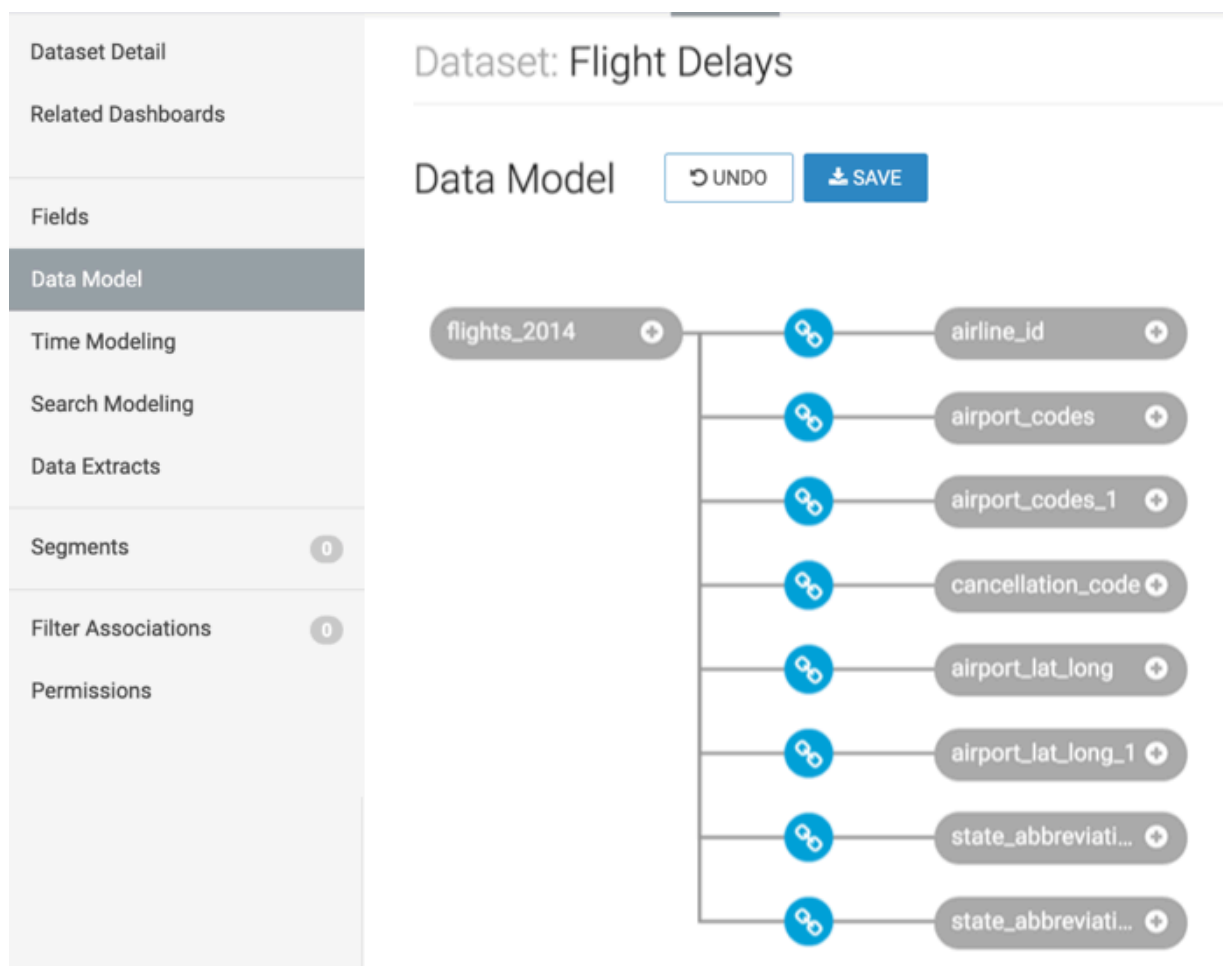 Dataset Detail
Related Dashboards
Fields
Data Model
Time Modeling
Search Modeling
Data Extracts
Segments 0
Filter Associations 0
Permissions
Dataset: Flight Delays
Data Model UNDO SAVE
flights_2014
airline_id
airport_codes
airport_codes_1
cancellation_code
airport_lat_long
airport_lat_long_1
state_abbreviati...
state_abbreviati...